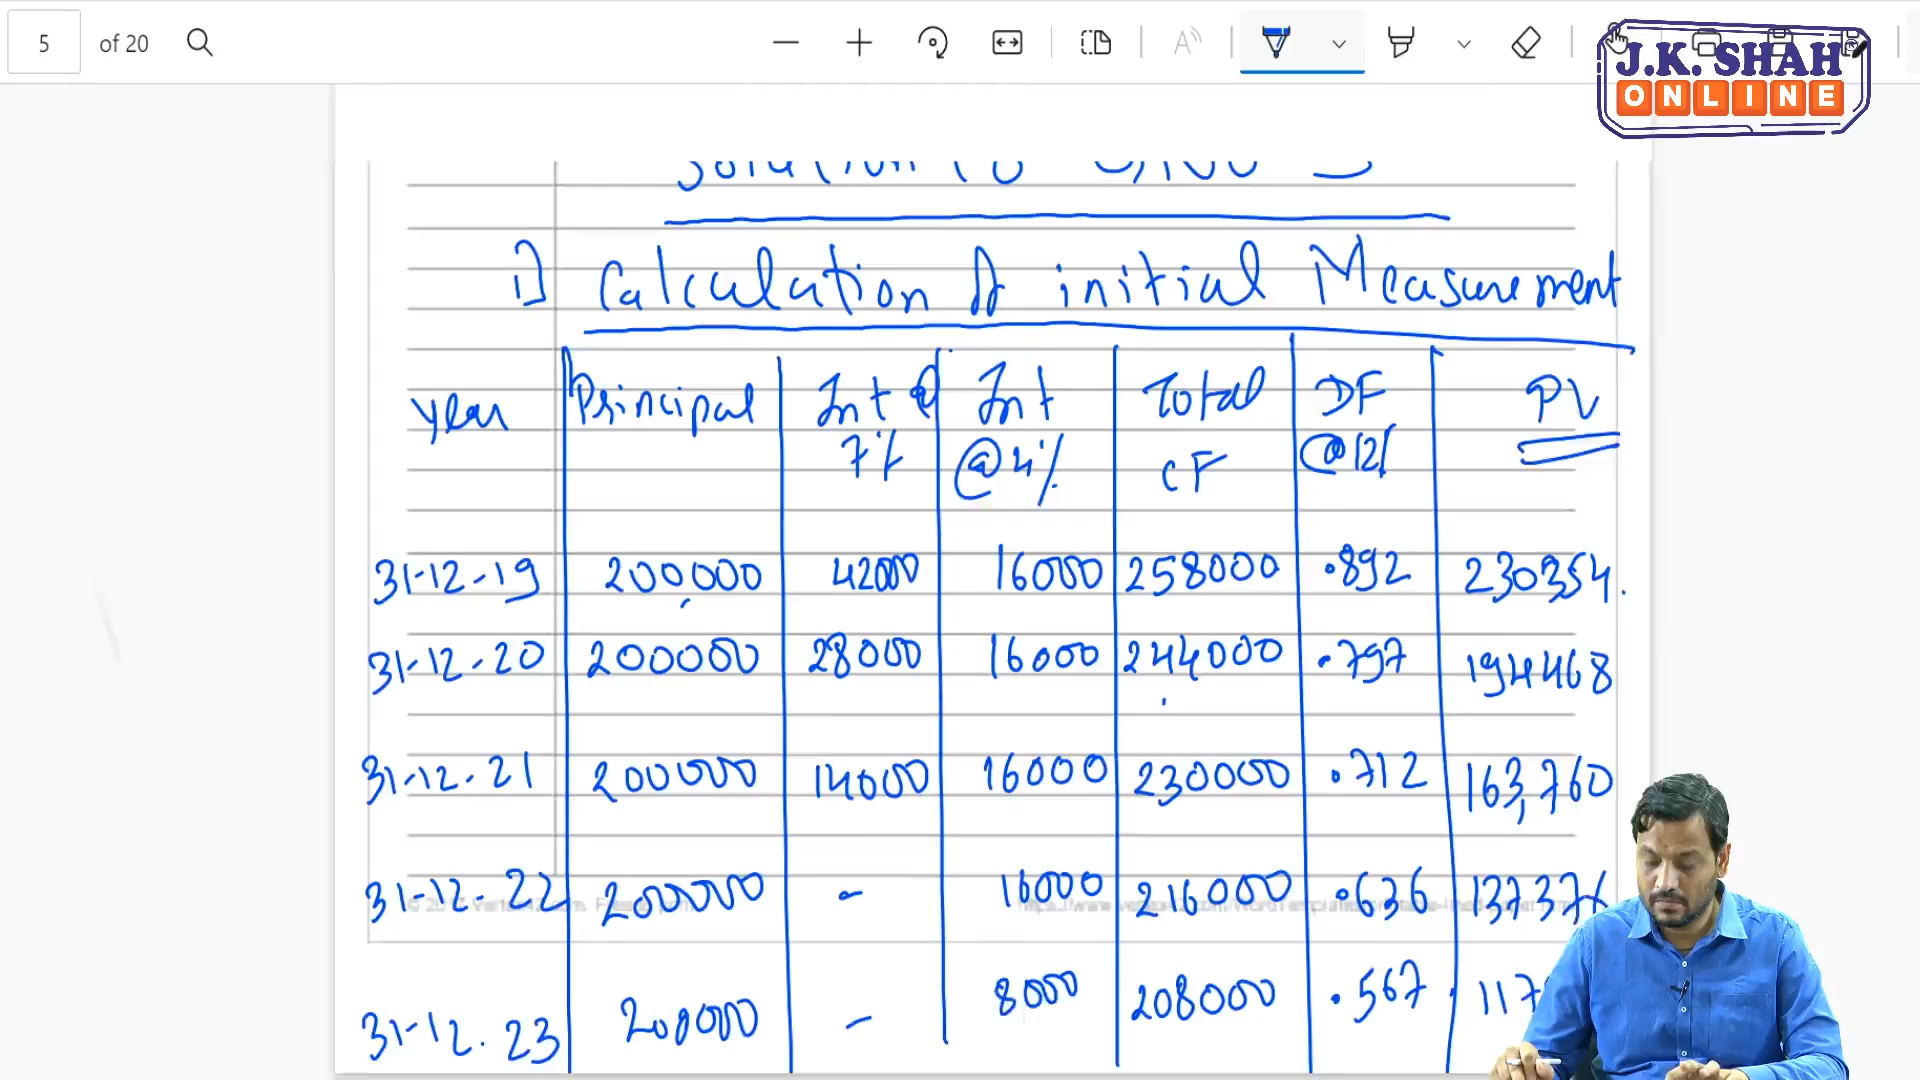 5 of 20
J.K. SHAH
ONLINE
1] Calculation of initial Measurement
Year Principal Int @ 7% Int @ 4% Total CF DF @12% PV
31-12-19 200,000 42000 16000 258000 .892 230354.
31-12-20 200000 28000 16000 244000 .797 194468
31-12-21 200000 14000 16000 230000 .712 163,760
31-12-22 200000 - 16000 216000 .636 137376
31-12.23 200000 - 8000 208000 .567